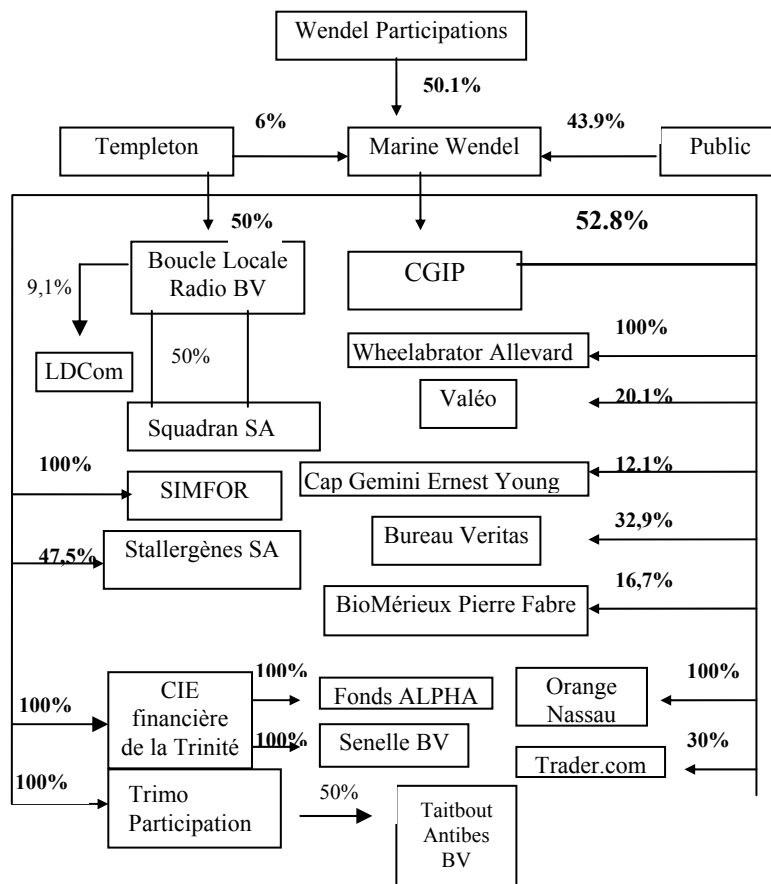 Wendel Participations
50.1%
6%
43.9%
Templeton
Marine Wendel
Public
50%
52.8%
Boucle Locale
Radio BV
CGIP
9,1%
100%
Wheelabrator Allevard
LDCom
50%
Valéo
20.1%
Squadran SA
100%
SIMFOR
Cap Gemini Ernest Young
12.1%
47,5%
Stallergènes SA
Bureau Veritas
32,9%
BioMérieux Pierre Fabre
16,7%
100%
CIE
financière
de la Trinité
100%
Fonds ALPHA
100%
Senelle BV
Orange
Nassau
100%
Trader.com
30%
100%
Trimo
Participation
50%
Taitbout
Antibes
BV